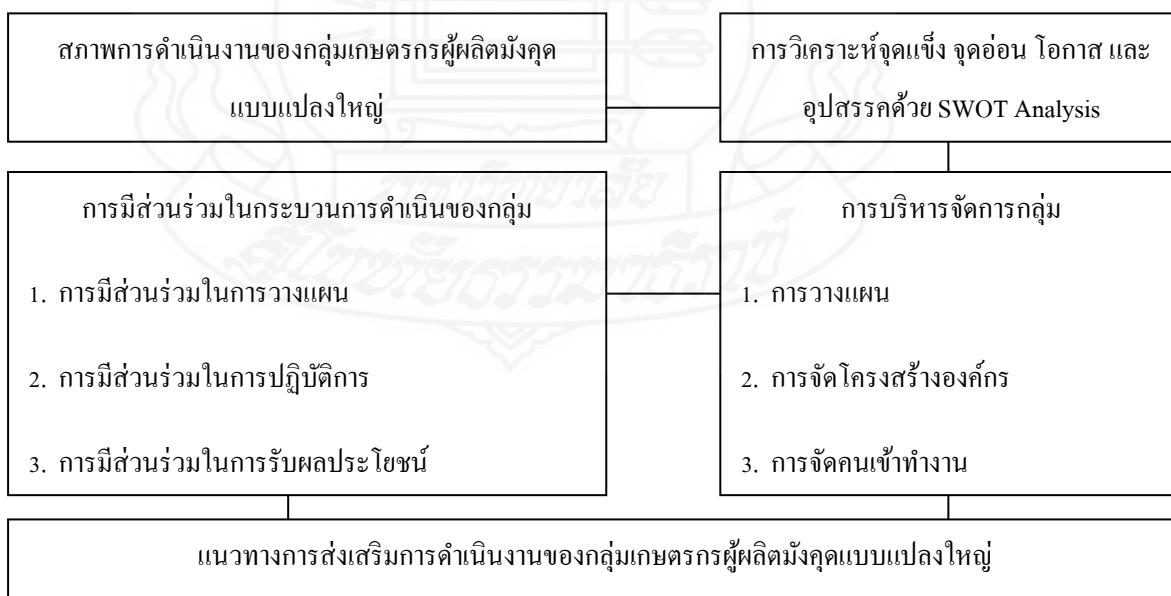 สภาพการดำเนินงานของกลุ่มเกษตรกรผู้ผลิตมังคุด
แบบแปลงใหญ่
การวิเคราะห์จุดแข็ง จุดอ่อน โอกาส และ
อุปสรรคด้วย SWOT Analysis
การมีส่วนร่วมในกระบวนการดำเนินของกลุ่ม
1. การมีส่วนร่วมในการวางแผน
2. การมีส่วนร่วมในการปฏิบัติการ
3. การมีส่วนร่วมในการรับผลประโยชน์
การบริหารจัดการกลุ่ม
1. การวางแผน
2. การจัดโครงสร้างองค์กร
3. การจัดคนเข้าทำงาน
แนวทางการส่งเสริมการดำเนินงานของกลุ่มเกษตรกรผู้ผลิตมังคุดแบบแปลงใหญ่